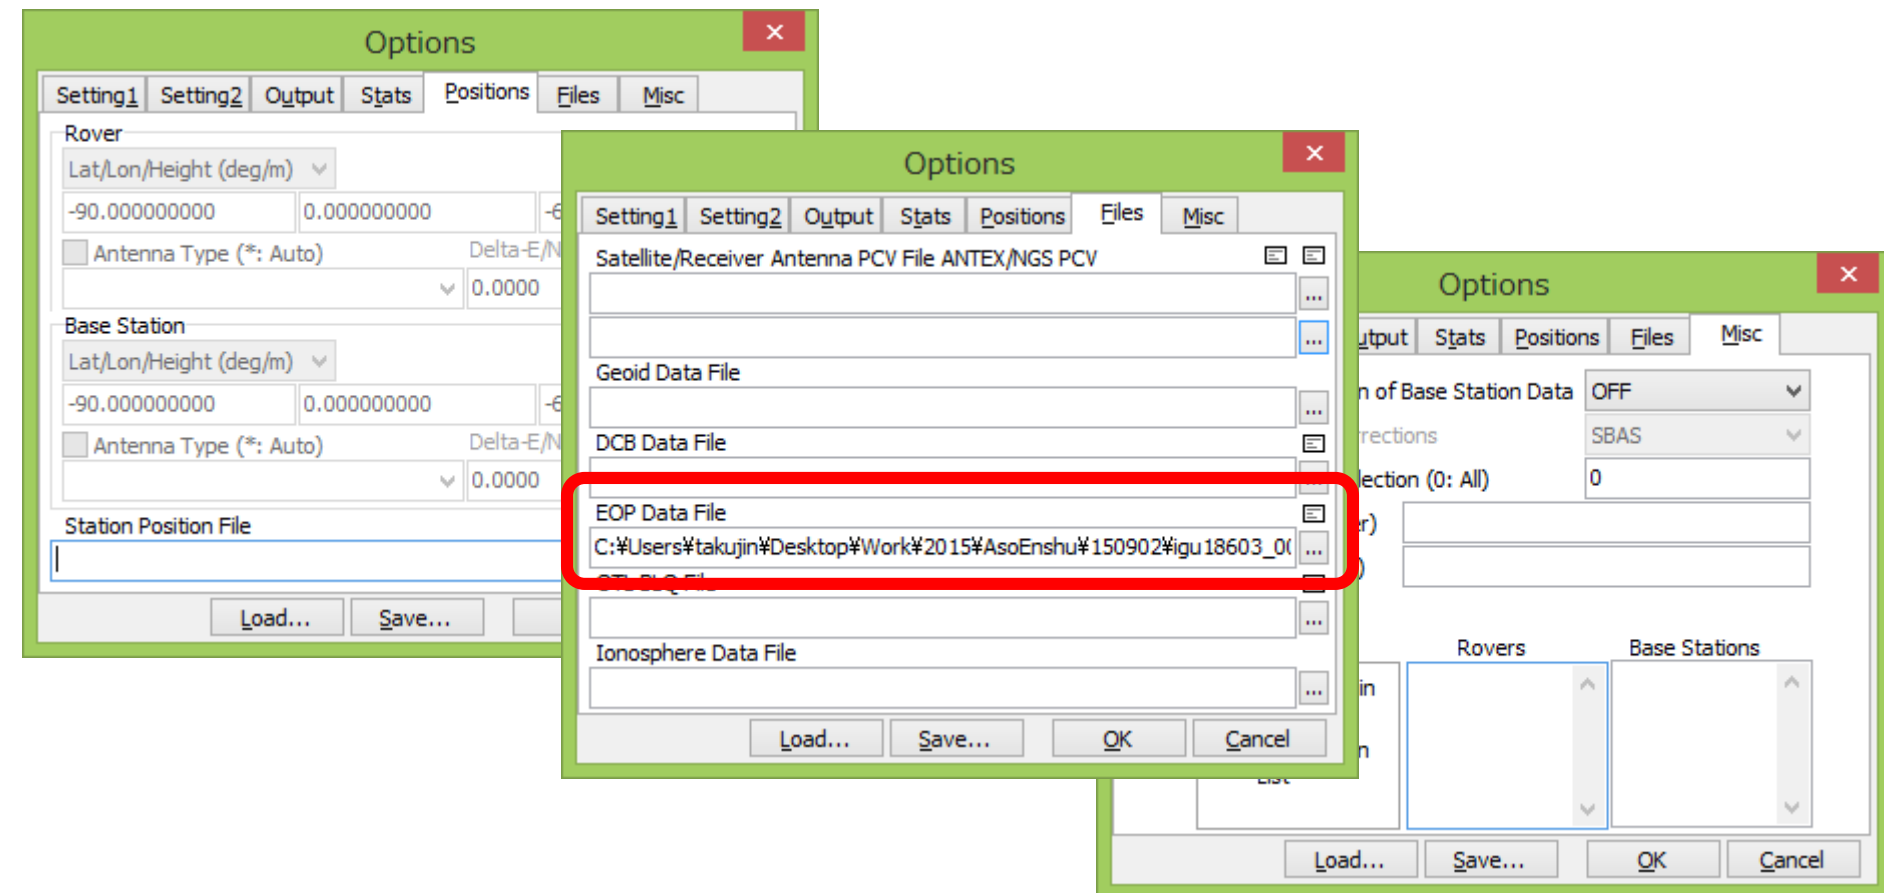 Options
Setting1 Setting2 Output Stats Positions Files Misc
Rover
Lat/Lon/Height (deg/m)
-90.000000000 0.000000000 -6
Antenna Type (*: Auto) Delta-E/N
0.0000
Base Station
Lat/Lon/Height (deg/m)
-90.000000000 0.000000000 -6
Antenna Type (*: Auto) Delta-E/N
0.0000
Station Position File
Load... Save...
Options
Setting1 Setting2 Output Stats Positions Files Misc
Satellite/Receiver Antenna PCV File ANTEX/NGS PCV
...
...
Geoid Data File
...
DCB Data File
...
EOP Data File
C:¥Users¥takujin¥Desktop¥Work¥2015¥AsoEnshu¥150902¥igu18603_0 ...
File
...
Ionosphere Data File
...
Load... Save... OK Cancel
Options
utput Stats Positions Files Misc
n of Base Station Data OFF
rrections SBAS
lection (0: All) 0
er)
)
Rovers Base Stations
in
n
List
Load... Save... OK Cancel